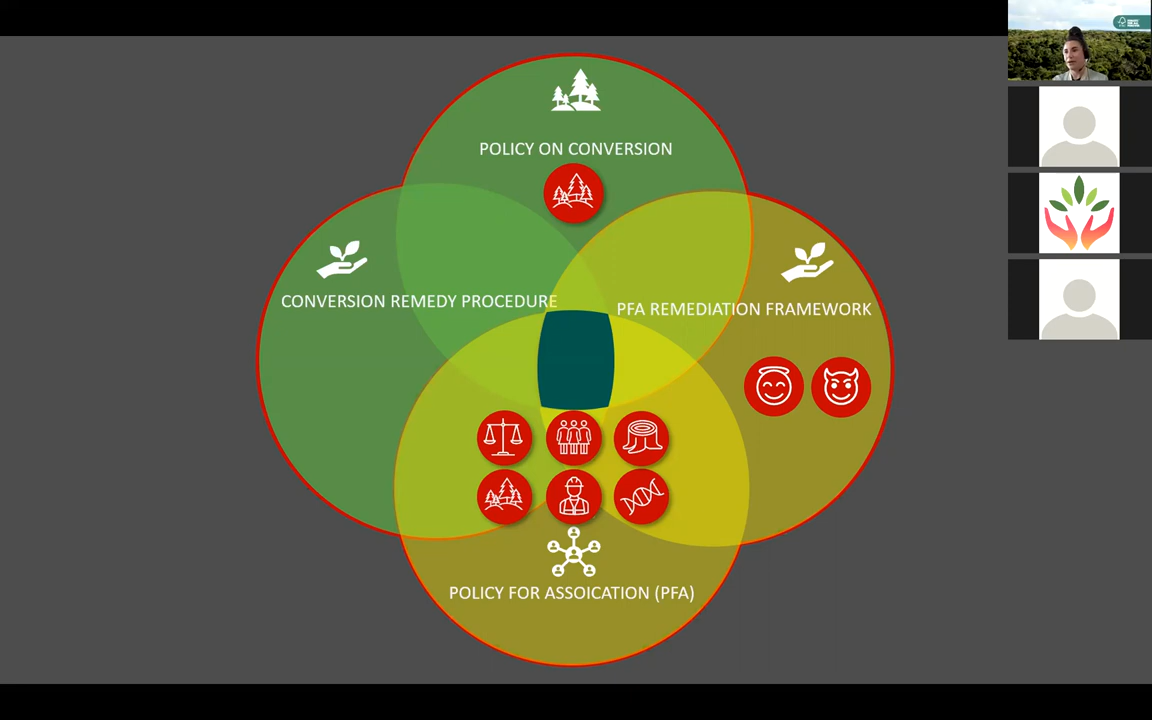 POLICY ON CONVERSION
CONVERSION REMEDY PROCEDURE
PFA REMEDIATION FRAMEWORK
POLICY FOR ASSOICATION (PFA)